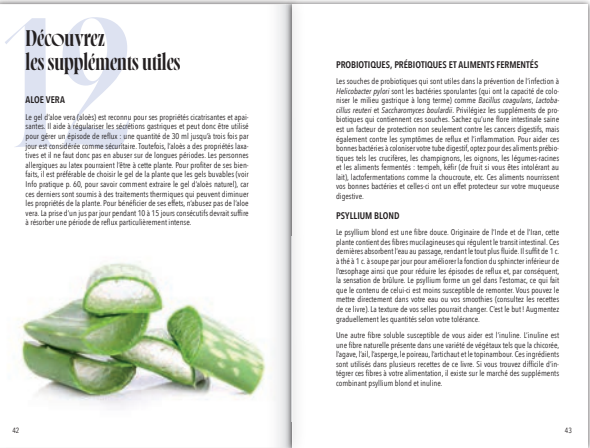 19
Découvrez
les suppléments utiles
ALOE VERA
Le gel d'aloe vera (aloès) est reconnu pour ses propriétés cicatrisantes et apai-
santes. Il aide à régulariser les sécrétions gastriques et peut donc être utilisé
pour gérer un épisode de reflux : une quantité de 30 ml jusqu'à trois fois par
jour est considérée comme sécuritaire. Toutefois, l'aloès a des propriétés laxa-
tives et il ne faut donc pas en abuser sur de longues périodes. Les personnes
allergiques au latex pourraient l'être à cette plante. Pour profiter de ses bien-
faits, il est préférable de choisir le gel de la plante que les gels buvables (voir
Info pratique p. 60, pour savoir comment extraire le gel d'aloès naturel), car
ces derniers sont soumis à des traitements thermiques qui peuvent diminuer
les propriétés de la plante. Pour bénéficier de ses effets, n'abusez pas de l'aloe
vera. La prise d'un jus par jour pendant 10 à 15 jours consécutifs devrait suffire
à résorber une période de reflux particulièrement intense.
42
PROBIOTIQUES, PRÉBIOTIQUES ET ALIMENTS FERMENTÉS
Les souches de probiotiques qui sont utiles dans la prévention de l'infection à
Helicobacter pylori sont les bactéries sporulantes (qui ont la capacité de colo-
niser le milieu gastrique à long terme) comme Bacillus coagulans, Lactoba-
cillus reuteri et Saccharomyces boulardii. Privilégiez les suppléments de pro-
biotiques qui contiennent ces souches. Sachez qu'une flore intestinale saine
est un facteur de protection non seulement contre les cancers digestifs, mais
également contre les symptômes de reflux et l'inflammation. Pour aider ces
bonnes bactéries à coloniser votre tube digestif, optez pour des aliments prébio-
tiques tels les crucifères, les champignons, les oignons, les légumes-racines
et les aliments fermentés : tempeh, kéfir (de fruit si vous êtes intolérant au
lait), lactofermentations comme la choucroute, etc. Ces aliments nourrissent
vos bonnes bactéries et celles-ci ont un effet protecteur sur votre muqueuse
digestive.
PSYLLIUM BLOND
Le psyllium blond est une fibre douce. Originaire de l'Inde et de l'Iran, cette
plante contient des fibres mucilagineuses qui régulent le transit intestinal. Ces
dernières absorbent l'eau au passage, rendant le tout plus fluide. Il suffit de 1 c.
à thé à 1 c. à soupe par jour pour améliorer la fonction du sphincter inférieur de
l'œsophage ainsi que pour réduire les épisodes de reflux et, par conséquent,
la sensation de brûlure. Le psyllium forme un gel dans l'estomac, ce qui fait
que le contenu de celui-ci est moins susceptible de remonter. Vous pouvez le
mettre directement dans votre eau ou vos smoothies (consultez les recettes
de ce livre). La texture de vos selles pourrait changer. C'est le but ! Augmentez
graduellement les quantités selon votre tolérance.
Une autre fibre soluble susceptible de vous aider est l'inuline. L'inuline est
une fibre naturelle présente dans une variété de végétaux tels que la chicorée,
l'agave, l'ail, l'asperge, le poireau, l'artichaut et le topinambour. Ces ingrédients
sont utilisés dans plusieurs recettes de ce livre. Si vous trouvez difficile d'in-
tégrer ces fibres à votre alimentation, il existe sur le marché des suppléments
combinant psyllium blond et inuline.
43